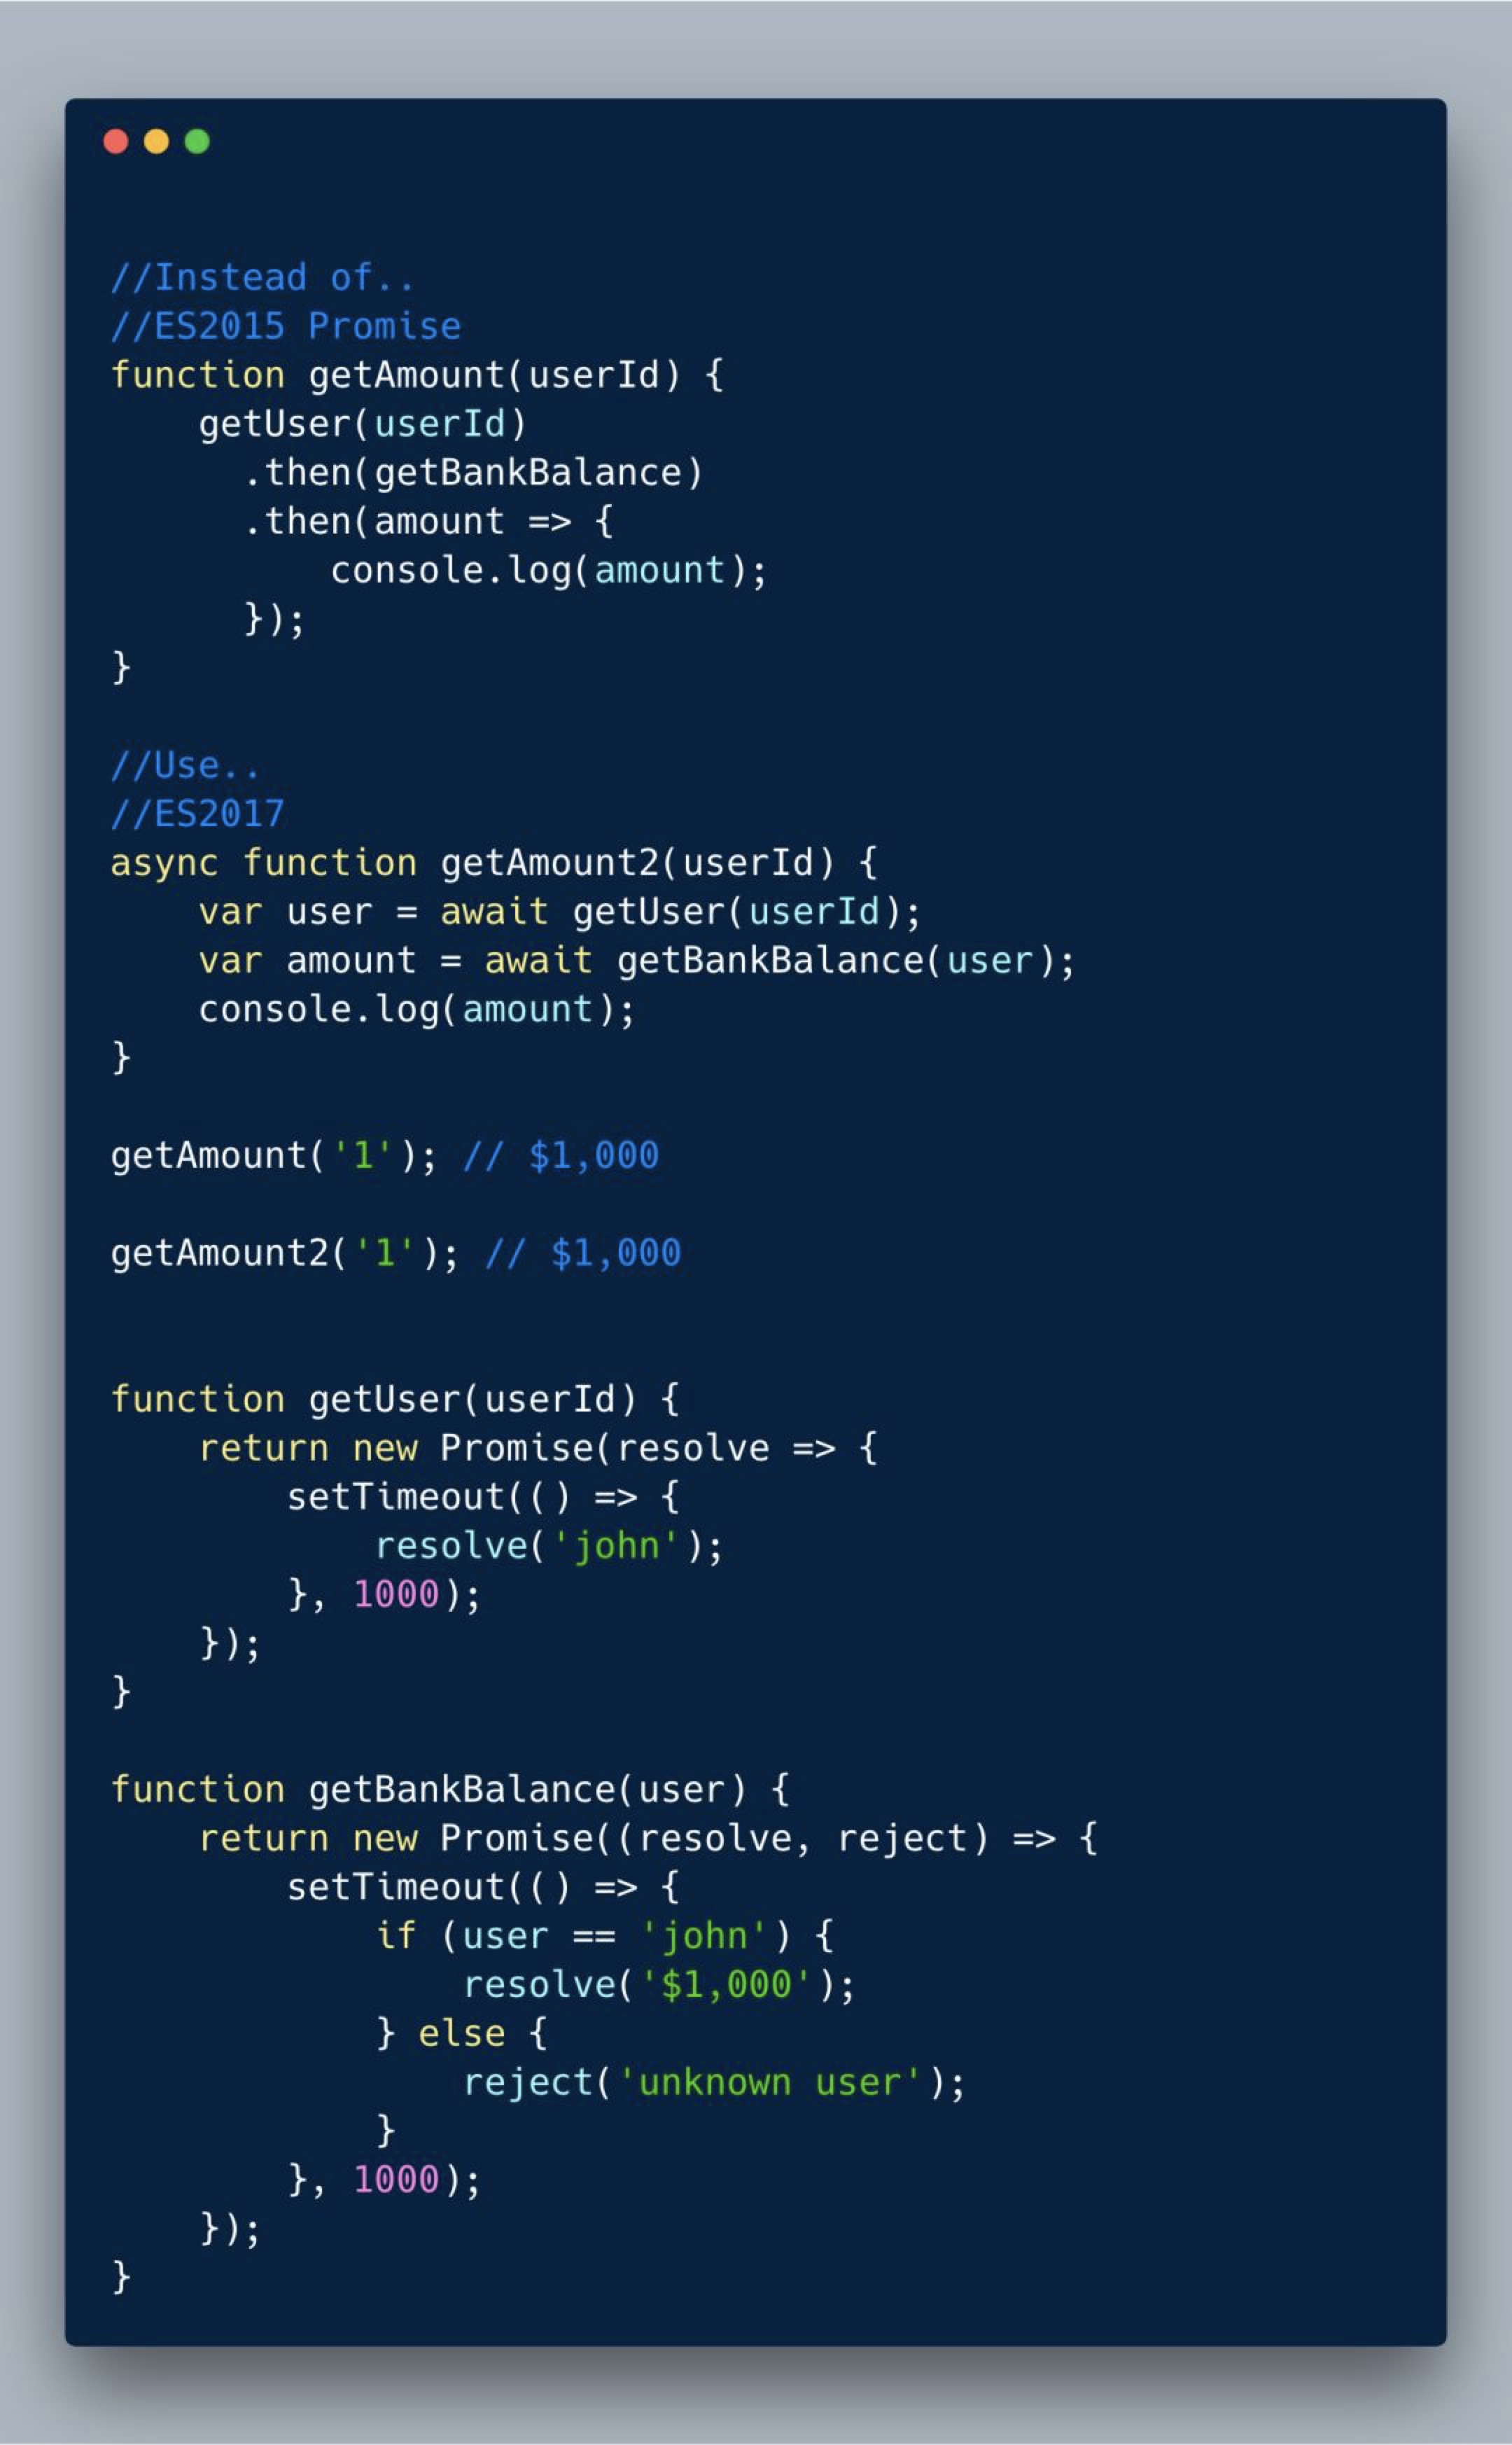 //Instead of..
//ES2015 Promise
function getAmount(userId) {
    getUser(userId)
      .then(getBankBalance)
      .then(amount => {
          console.log(amount);
      });
}

//Use..
//ES2017
async function getAmount2(userId) {
    var user = await getUser(userId);
    var amount = await getBankBalance(user);
    console.log(amount);
}

getAmount('1'); // $1,000

getAmount2('1'); // $1,000


function getUser(userId) {
    return new Promise(resolve => {
        setTimeout(() => {
            resolve('john');
        }, 1000);
    });
}

function getBankBalance(user) {
    return new Promise((resolve, reject) => {
        setTimeout(() => {
            if (user == 'john') {
                resolve('$1,000');
            } else {
                reject('unknown user');
            }
        }, 1000);
    });
}